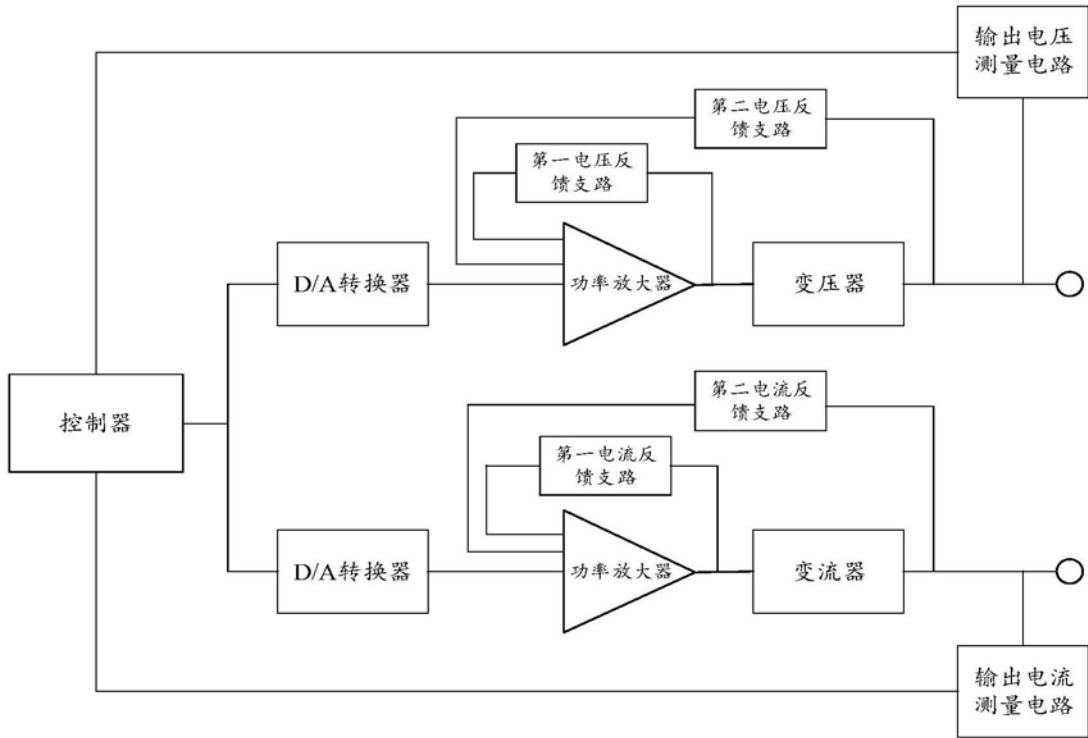 输出电压
测量电路
第二电压反
馈支路
第一电压反
馈支路
D/A转换器
功率放大器
变压器
控制器
第二电流反
馈支路
第一电流反
馈支路
D/A转换器
功率放大器
变流器
输出电流
测量电路